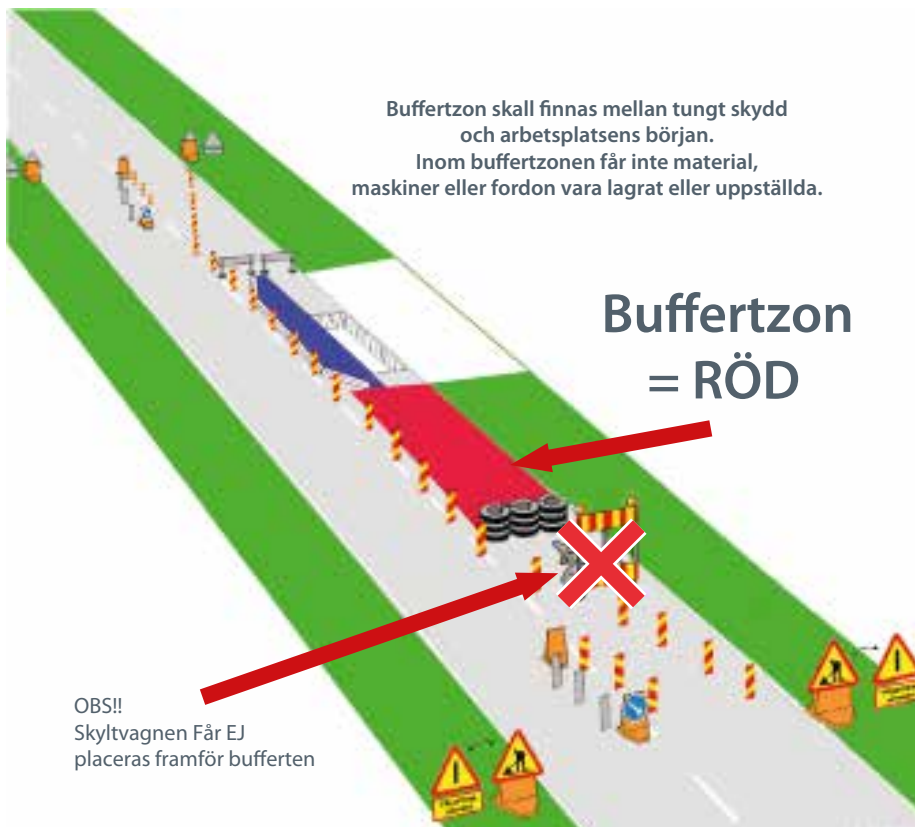 Buffertzon skall finnas mellan tungt skydd
och arbetsplatsens början.
Inom buffertzonen får inte material,
maskiner eller fordon vara lagrat eller uppställda.
Buffertzon
= RÖD
OBS!!
Skyltvagnen Får EJ
placeras framför bufferten